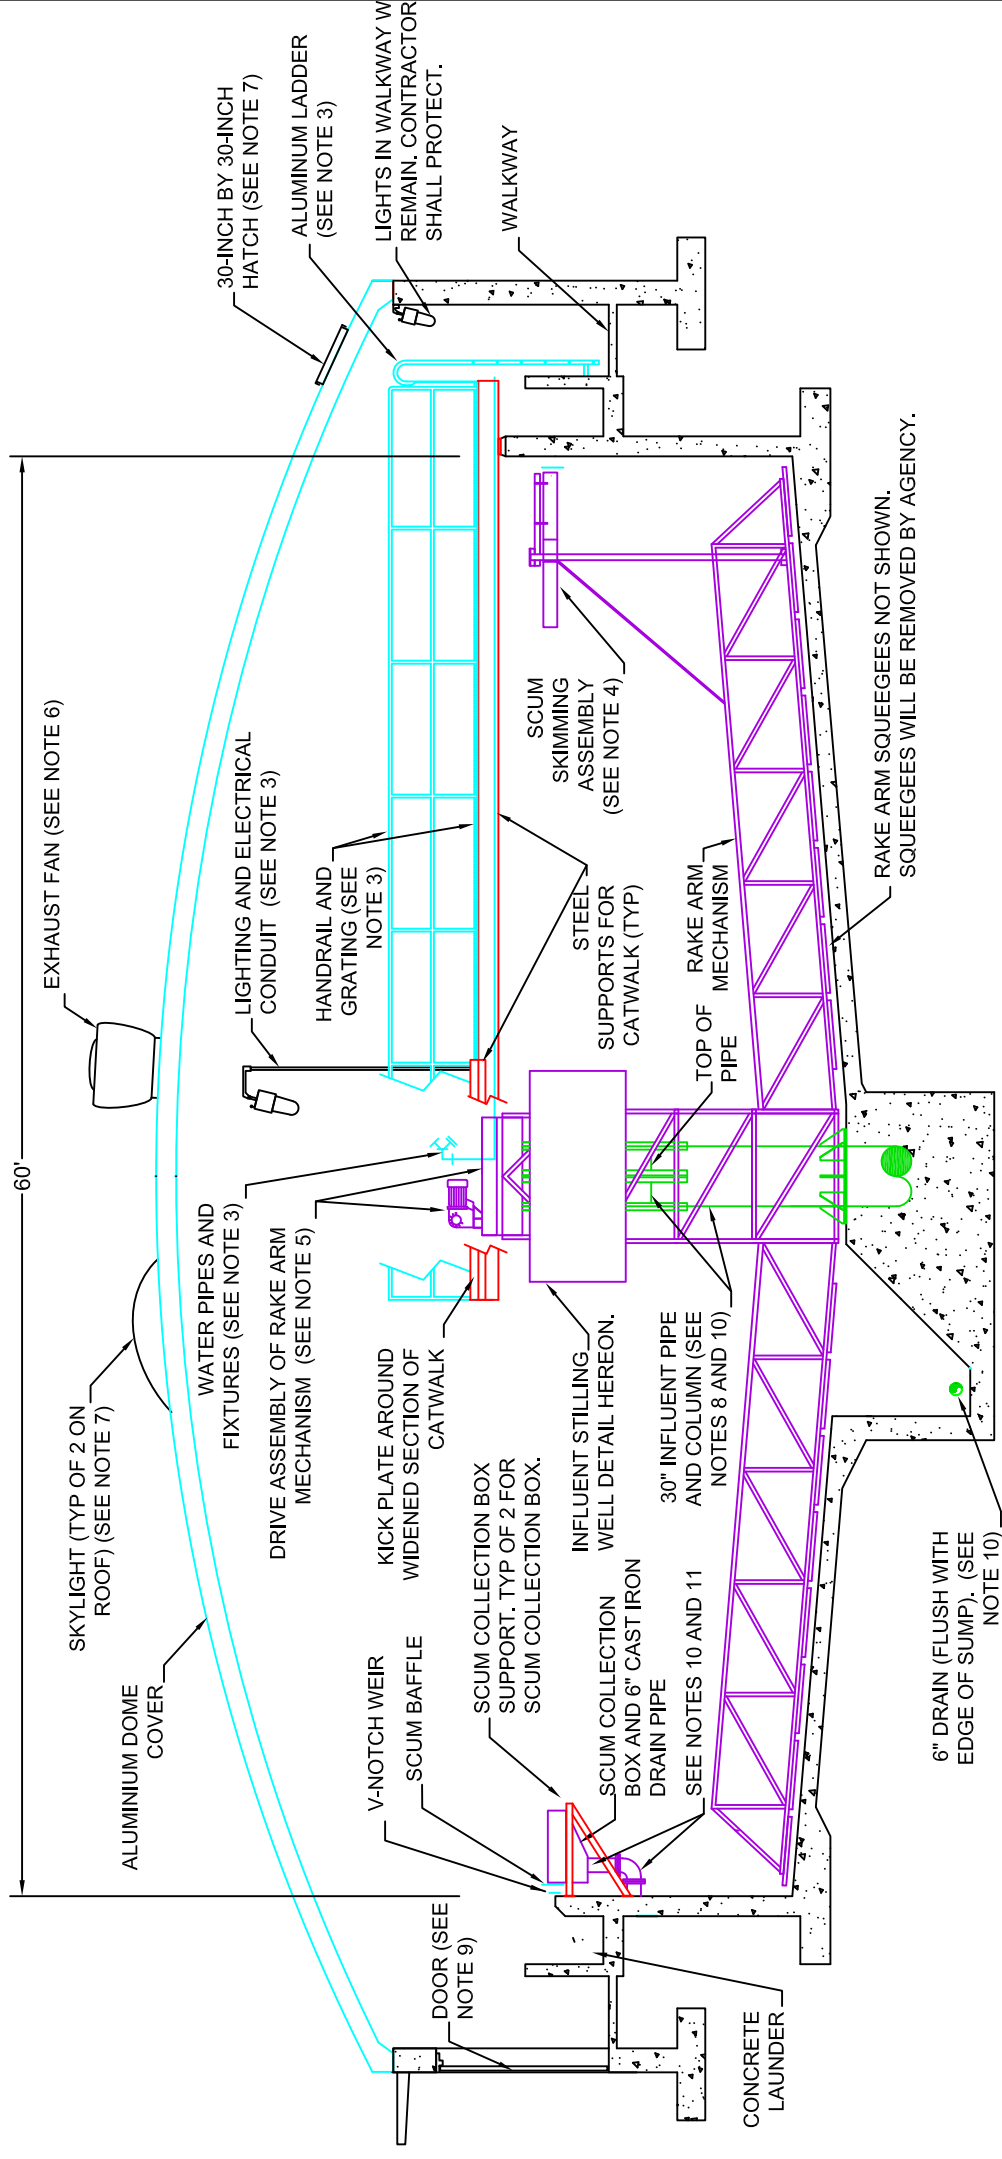 60'
SKYLIGHT (TYP OF 2 ON
ROOF) (SEE NOTE 7)
EXHAUST FAN (SEE NOTE 6)
30-INCH BY 30-INCH
HATCH (SEE NOTE 7)
ALUMINUM LADDER
(SEE NOTE 3)
LIGHTS IN WALKWAY W
REMAIN. CONTRACTOR
SHALL PROTECT.
WALKWAY
ALUMINIUM DOME
COVER
WATER PIPES AND
FIXTURES (SEE NOTE 3)
LIGHTING AND ELECTRICAL
CONDUIT (SEE NOTE 3)
DRIVE ASSEMBLY OF RAKE ARM
MECHANISM (SEE NOTE 5)
HANDRAIL AND
GRATING (SEE
NOTE 3)
KICK PLATE AROUND
WIDENED SECTION OF
CATWALK
V-NOTCH WEIR
SCUM BAFFLE
DOOR (SEE
NOTE 9)
SCUM COLLECTION BOX
SUPPORT. TYP OF 2 FOR
SCUM COLLECTION BOX.
INFLUENT STILLING
WELL DETAIL HEREON.
STEEL
SUPPORTS FOR
CATWALK (TYP)
SCUM
SKIMMING
ASSEMBLY
(SEE NOTE 4)
SCUM COLLECTION
BOX AND 6" CAST IRON
DRAIN PIPE
SEE NOTES 10 AND 11
30" INFLUENT PIPE
AND COLUMN (SEE
NOTES 8 AND 10)
TOP OF
PIPE
RAKE ARM
MECHANISM
CONCRETE
LAUNDER
RAKE ARM SQUEEGEES NOT SHOWN.
SQUEEGEES WILL BE REMOVED BY AGENCY.
6" DRAIN (FLUSH WITH
EDGE OF SUMP). (SEE
NOTE 10)